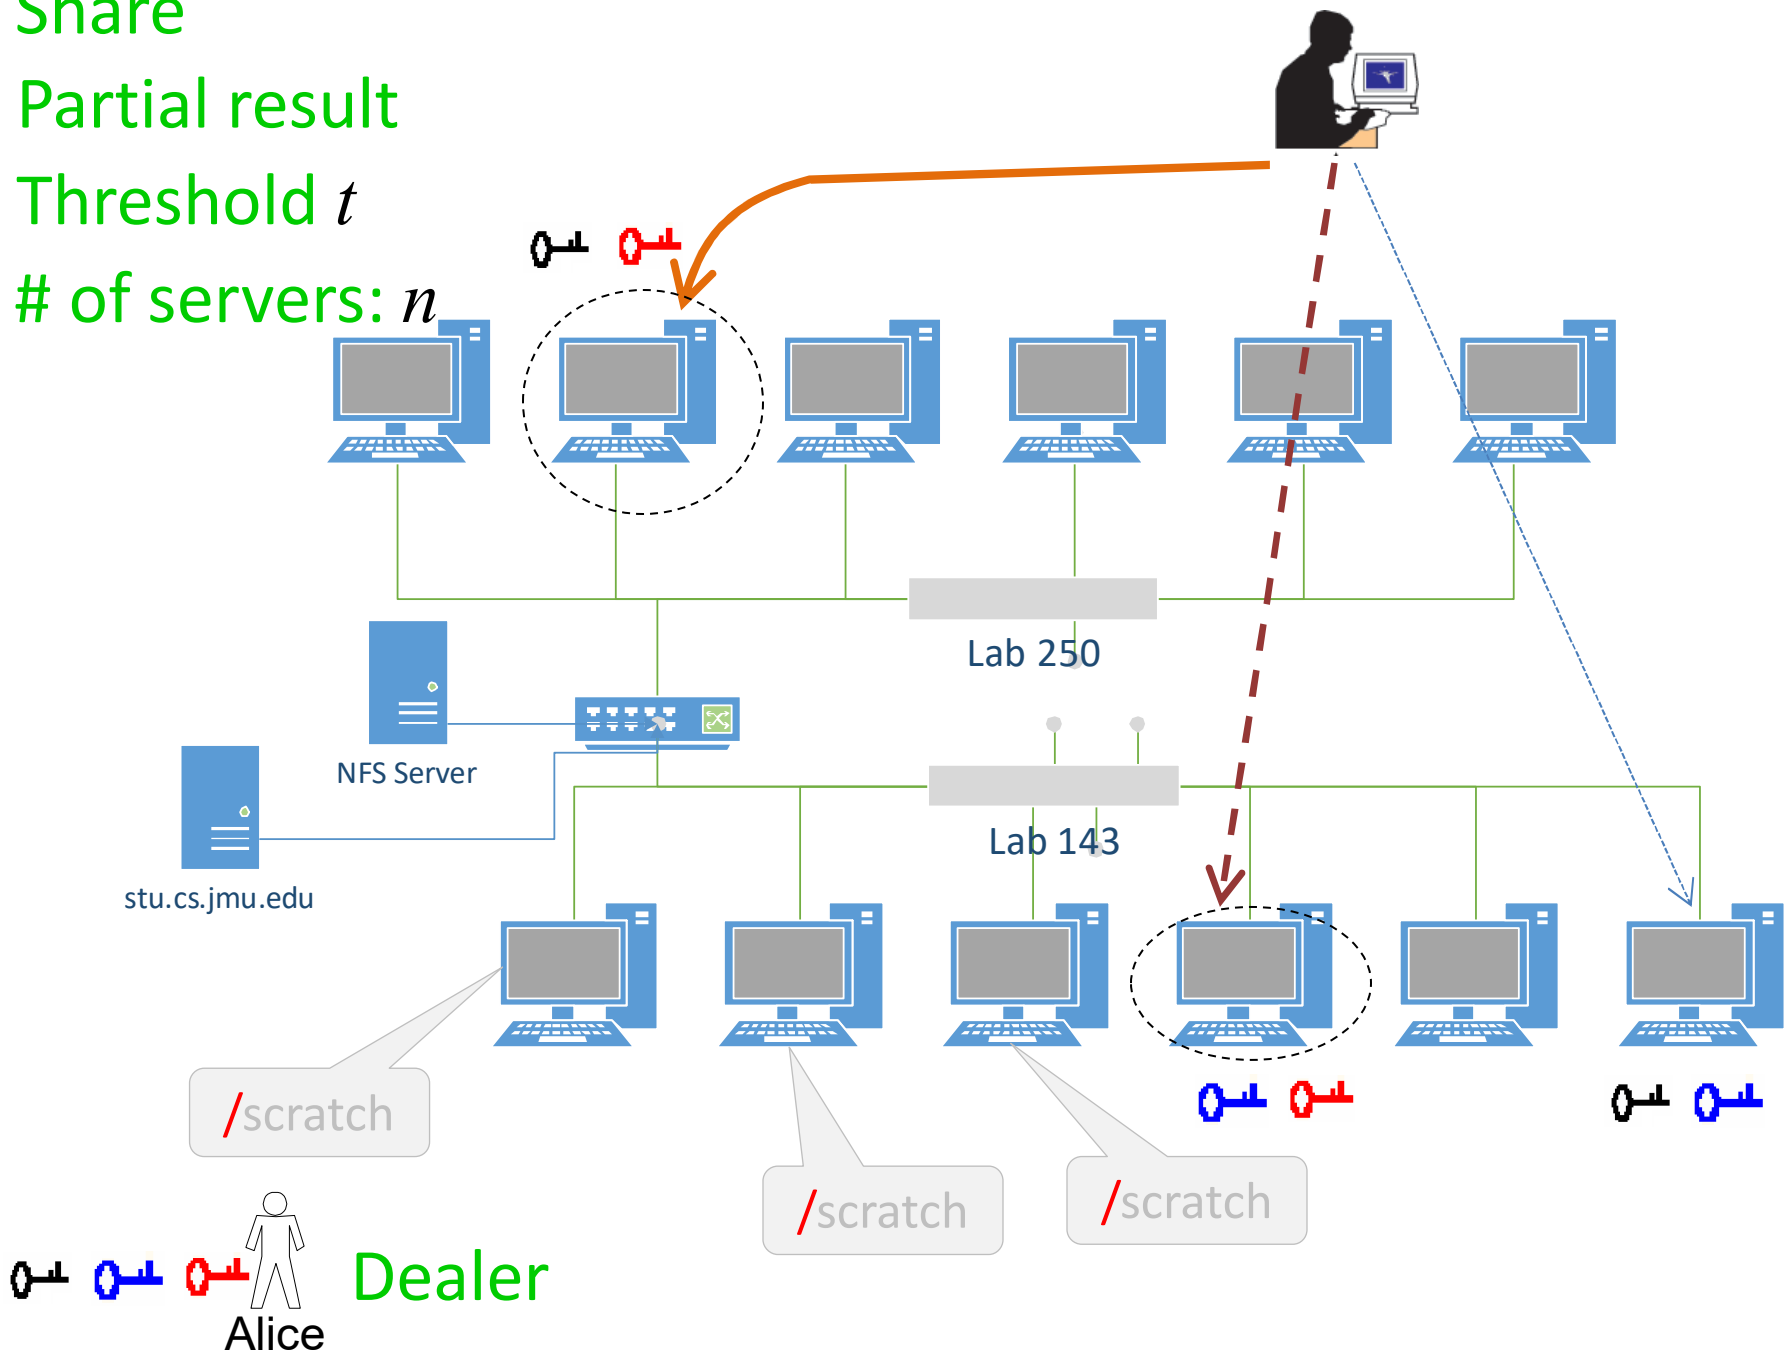 Share
Partial result
Threshold t
# of servers: n
Lab 250
NFS Server
Lab 143
stu.cs.jmu.edu
/scratch
/scratch
/scratch
Dealer
Alice